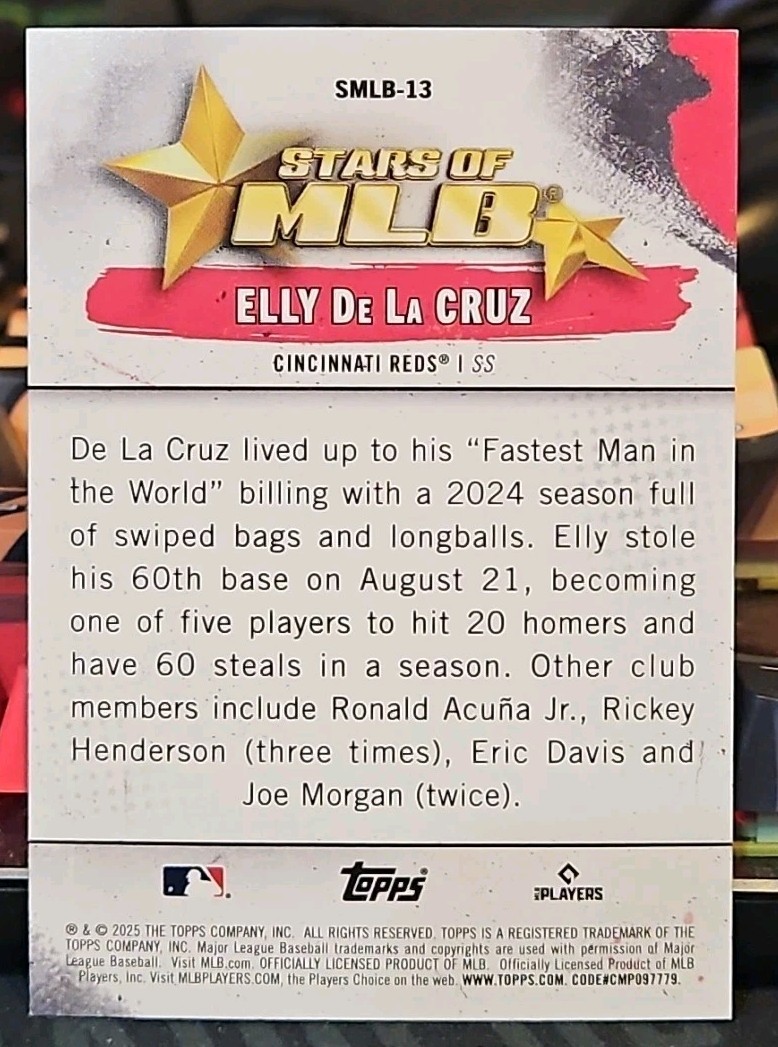 SMLB-13
STARS OF
MLB®
ELLY DE LA CRUZ
CINCINNATI REDS® | SS
De La Cruz lived up to his “Fastest Man in
the World” billing with a 2024 season full
of swiped bags and longballs. Elly stole
his 60th base on August 21, becoming
one of five players to hit 20 homers and
have 60 steals in a season. Other club
members include Ronald Acuña Jr., Rickey
Henderson (three times), Eric Davis and
Joe Morgan (twice).
topps®
MLB PLAYERS
® & © 2025 THE TOPPS COMPANY, INC. ALL RIGHTS RESERVED. TOPPS IS A REGISTERED TRADEMARK OF THE
TOPPS COMPANY, INC. Major League Baseball trademarks and copyrights are used with permission of Major
League Baseball. Visit MLB.com. OFFICIALLY LICENSED PRODUCT OF MLB. Officially Licensed Product of MLB
Players, Inc. Visit MLBPLAYERS.COM, the Players Choice on the web. WWW.TOPPS.COM. CODE#CMP097779.